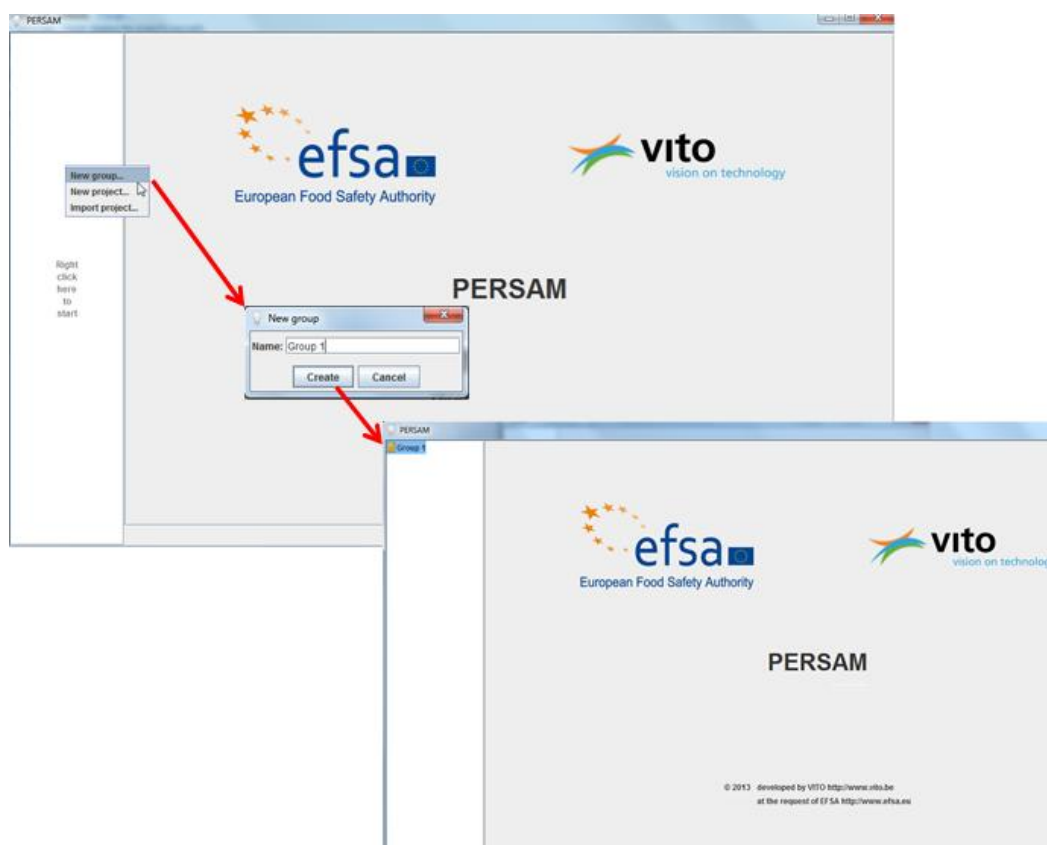 PERSAM
efsa
European Food Safety Authority
vito
vision on technology
New group...
New project...
Import project...
Right
click
here
to
start
PERSAM
New group
Name: Group 1
Create Cancel
PERSAM
Group 1
efsa
European Food Safety Authority
vito
vision on technolog
PERSAM
© 2013 developed by VITO http://www.vito.be
at the request of EFSA http://www.efsa.eu